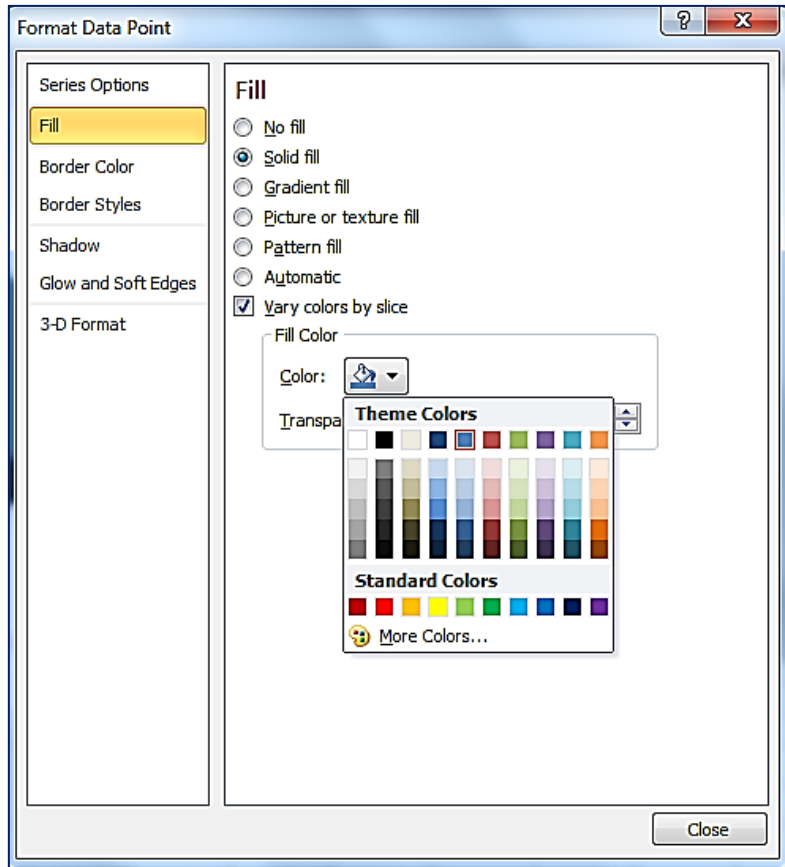 Format Data Point
?
X
Series Options
Fill
Border Color
Border Styles
Shadow
Glow and Soft Edges
3-D Format
Fill
No fill
Solid fill
Gradient fill
Picture or texture fill
Pattern fill
Automatic
Vary colors by slice
Fill Color
Color:
Transpa
Theme Colors
Standard Colors
More Colors...
Close